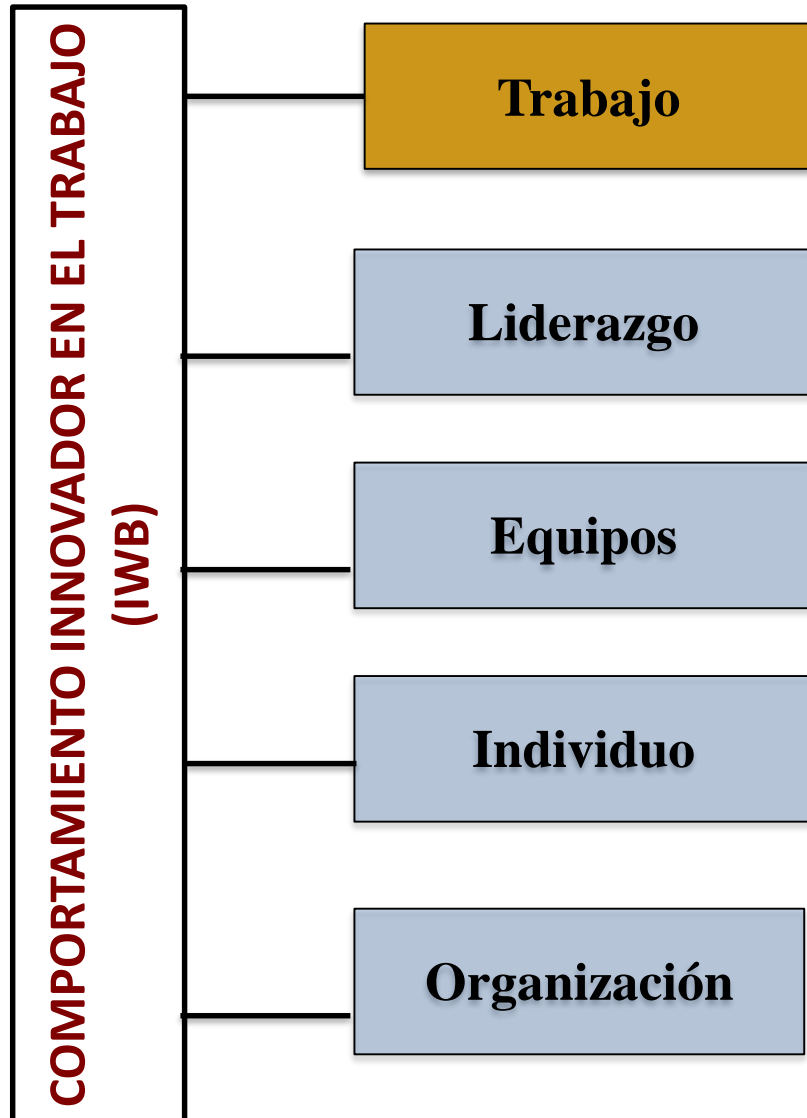 COMPORTAMIENTO INNOVADOR EN EL TRABAJO
(IWB)
Trabajo
Liderazgo
Equipos
Individuo
Organización